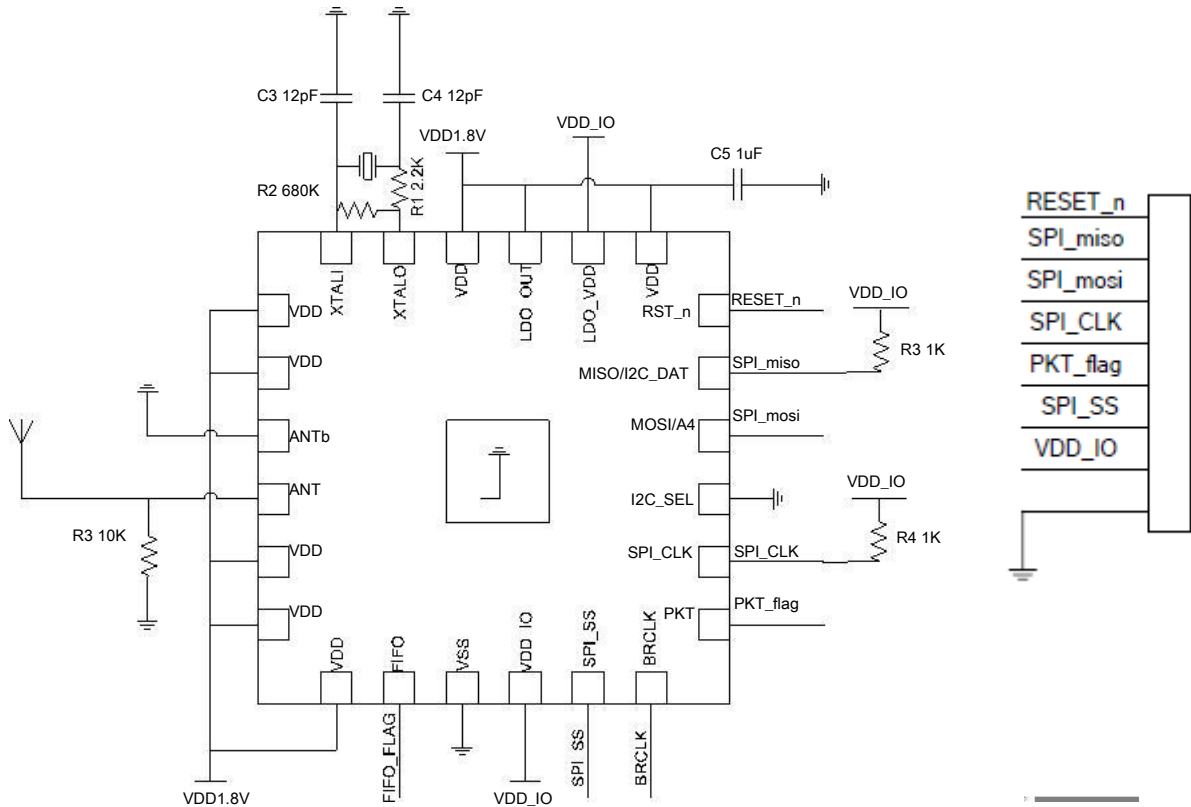 C3 12pF
C4 12pF
VDD1.8V
VDD_IO
C5 1uF
R2 680K
R1 2.2K
XTALI
XTALO
VDD
LDO_OUT
LDO_VDD
VDD
VDD
VDD
ANTb
ANT
VDD
VDD
R3 10K
RST_n
RESET_n
MISO/I2C_DAT
SPI_miso
VDD_IO
R3 1K
MOSI/A4
SPI_mosi
I2C_SEL
VDD_IO
R4 1K
SPI_CLK
SPI_CLK
PKT
PKT_flag
VDD
FIFO
VSS
VDD_IO
SPI_SS
BRCLK
VDD1.8V
FIFO_FLAG
VDD_IO
SPI_SS
BRCLK
RESET_n
SPI_miso
SPI_mosi
SPI_CLK
PKT_flag
SPI_SS
VDD_IO